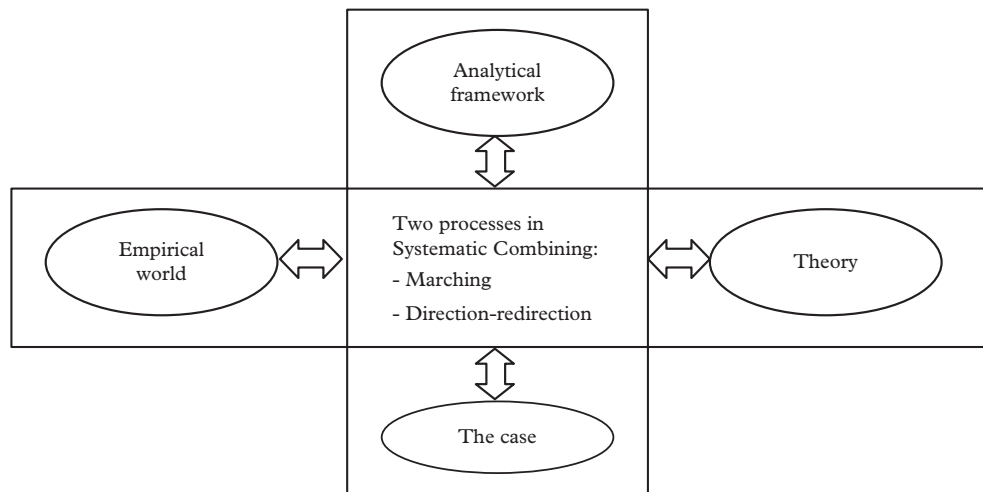 Analytical
framework
Empirical
world
Two processes in
Systematic Combining:
- Marching
- Direction-redirection
Theory
The case